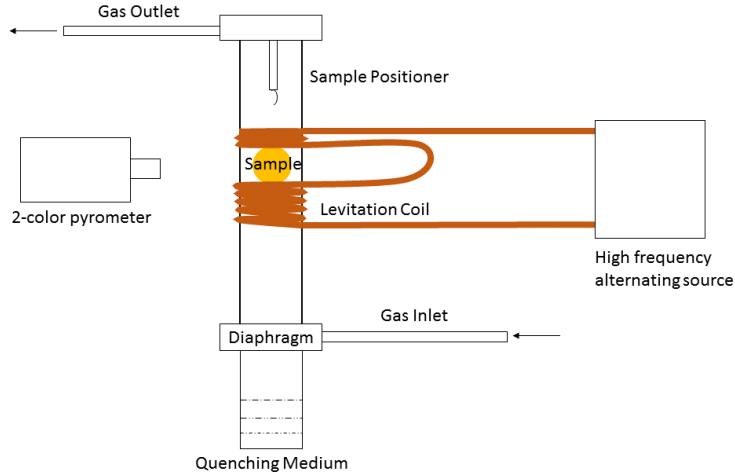 Gas Outlet
Sample Positioner
Sample
2-color pyrometer
Levitation Coil
High frequency
alternating source
Gas Inlet
Diaphragm
Quenching Medium